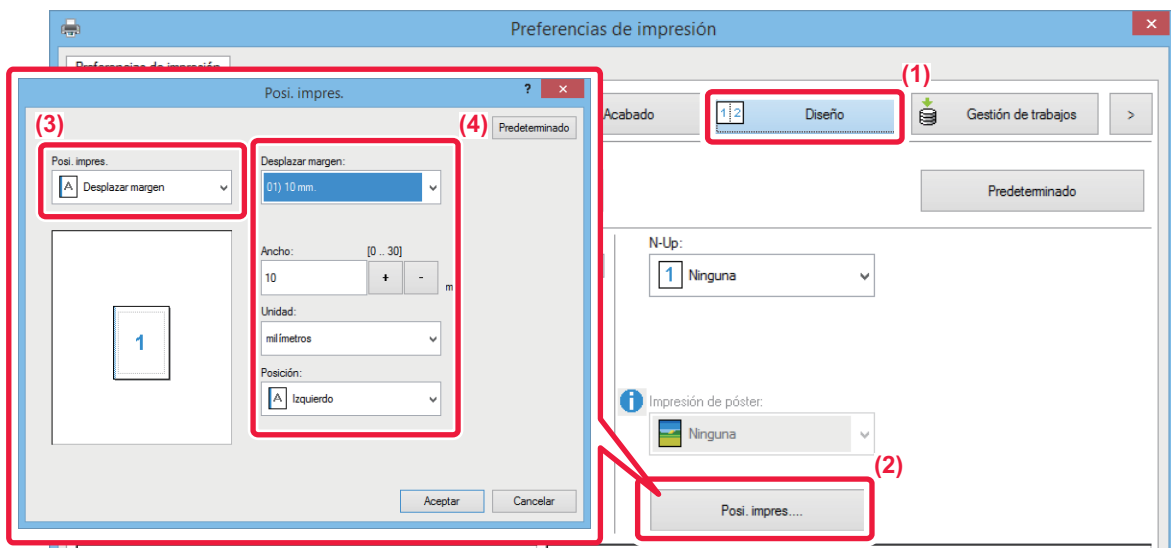 Preferencias de impresión
Preferencias de impresión
(1)
Acabado
1 2
Diseño
Gestión de trabajos
>
Predeterminado
N-Up:
1
Ninguna
Impresión de póster:
Ninguna
(2)
Posi. impres....
Posi. impres.
?
(3)
(4)
Predeterminado
Posi. impres.
A
Desplazar margen
Desplazar margen:
01) 10 mm.
1
Ancho:
[0 .. 30]
10
+
-
m
Unidad:
milímetros
Posición:
A
Izquierdo
Aceptar
Cancelar